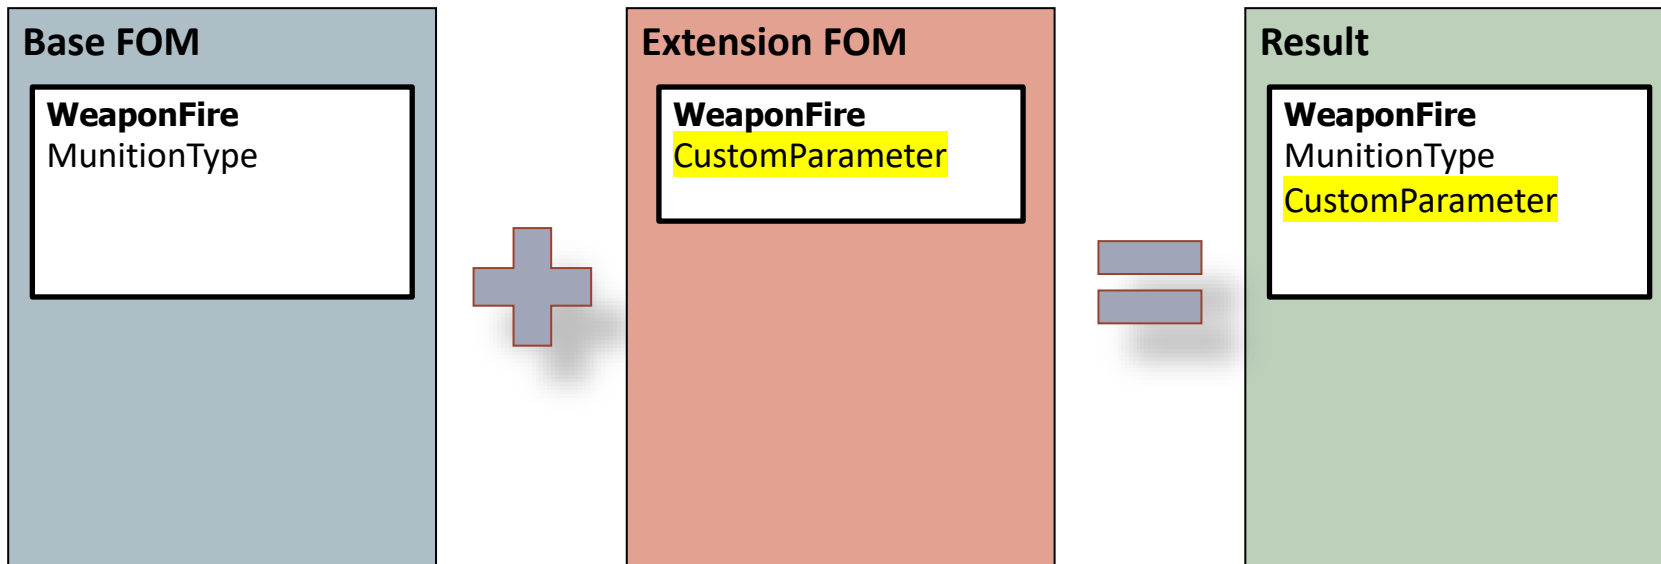 Base FOM
WeaponFire
MunitionType
Extension FOM
WeaponFire
CustomParameter
Result
WeaponFire
MunitionType
CustomParameter